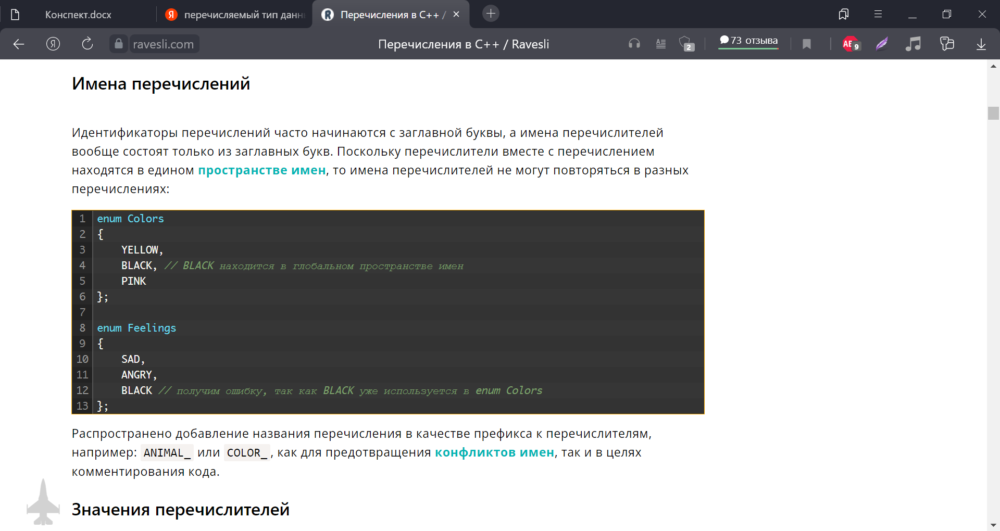 Конспект.docx
Я перечисляемый тип данн
R Перечисления в C++ /
Я ravesli.com Перечисления в C++ / Ravesli 2 73 отзыва 9
Имена перечислений
Идентификаторы перечислений часто начинаются с заглавной буквы, а имена перечислителей
вообще состоят только из заглавных букв. Поскольку перечислители вместе с перечислением
находятся в едином пространстве имен, то имена перечислителей не могут повторяться в разных
перечислениях:
1 enum Colors
2 {
3 YELLOW,
4 BLACK, // BLACK находится в глобальном пространстве имен
5 PINK
6 };
7
8 enum Feelings
9 {
10 SAD,
11 ANGRY,
12 BLACK // получим ошибку, так как BLACK уже используется в enum Colors
13 };
Распространено добавление названия перечисления в качестве префикса к перечислителям,
например: ANIMAL_ или COLOR_, как для предотвращения конфликтов имен, так и в целях
комментирования кода.
Значения перечислителей